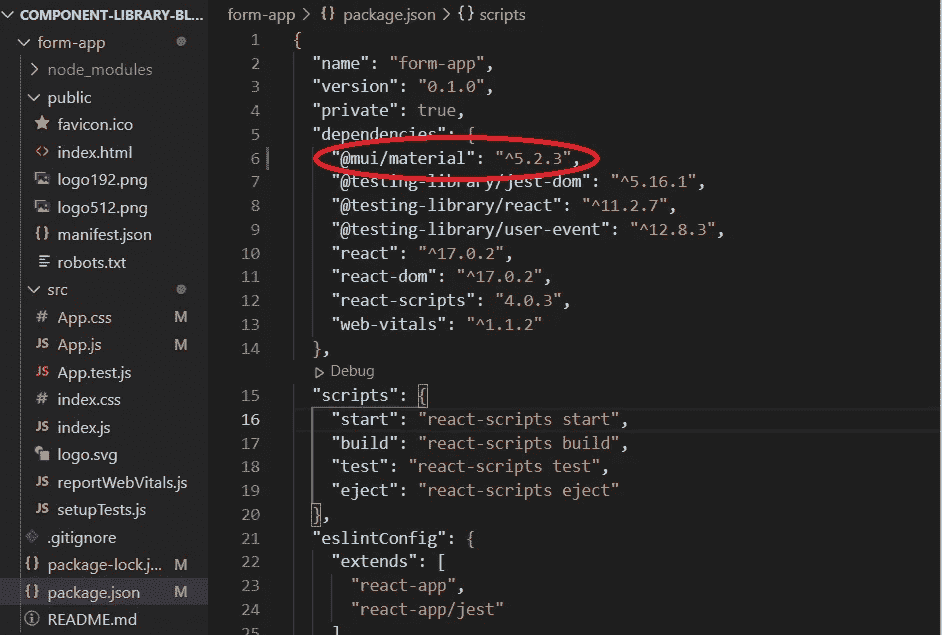 COMPONENT-LIBRARY-BL...
form-app
node_modules
public
favicon.ico
<> index.html
logo192.png
logo512.png
{} manifest.json
robots.txt
src
# App.css M
JS App.js M
JS App.test.js
# index.css
JS index.js
logo.svg
JS reportWebVitals.js
JS setupTests.js
.gitignore
{} package-lock.j... M
{} package.json M
README.md
form-app > {} package.json > {} scripts
1 {
2 "name": "form-app",
3 "version": "0.1.0",
4 "private": true,
5 "dependencies": {
6 "@mui/material": "^5.2.3",
7 "@testing-library/jest-dom": "^5.16.1",
8 "@testing-library/react": "^11.2.7",
9 "@testing-library/user-event": "^12.8.3",
10 "react": "^17.0.2",
11 "react-dom": "^17.0.2",
12 "react-scripts": "4.0.3",
13 "web-vitals": "^1.1.2"
14 },
Debug
15 "scripts": {
16 "start": "react-scripts start",
17 "build": "react-scripts build",
18 "test": "react-scripts test",
19 "eject": "react-scripts eject"
20 },
21 "eslintConfig": {
22 "extends": [
23 "react-app",
24 "react-app/jest"
25 ]